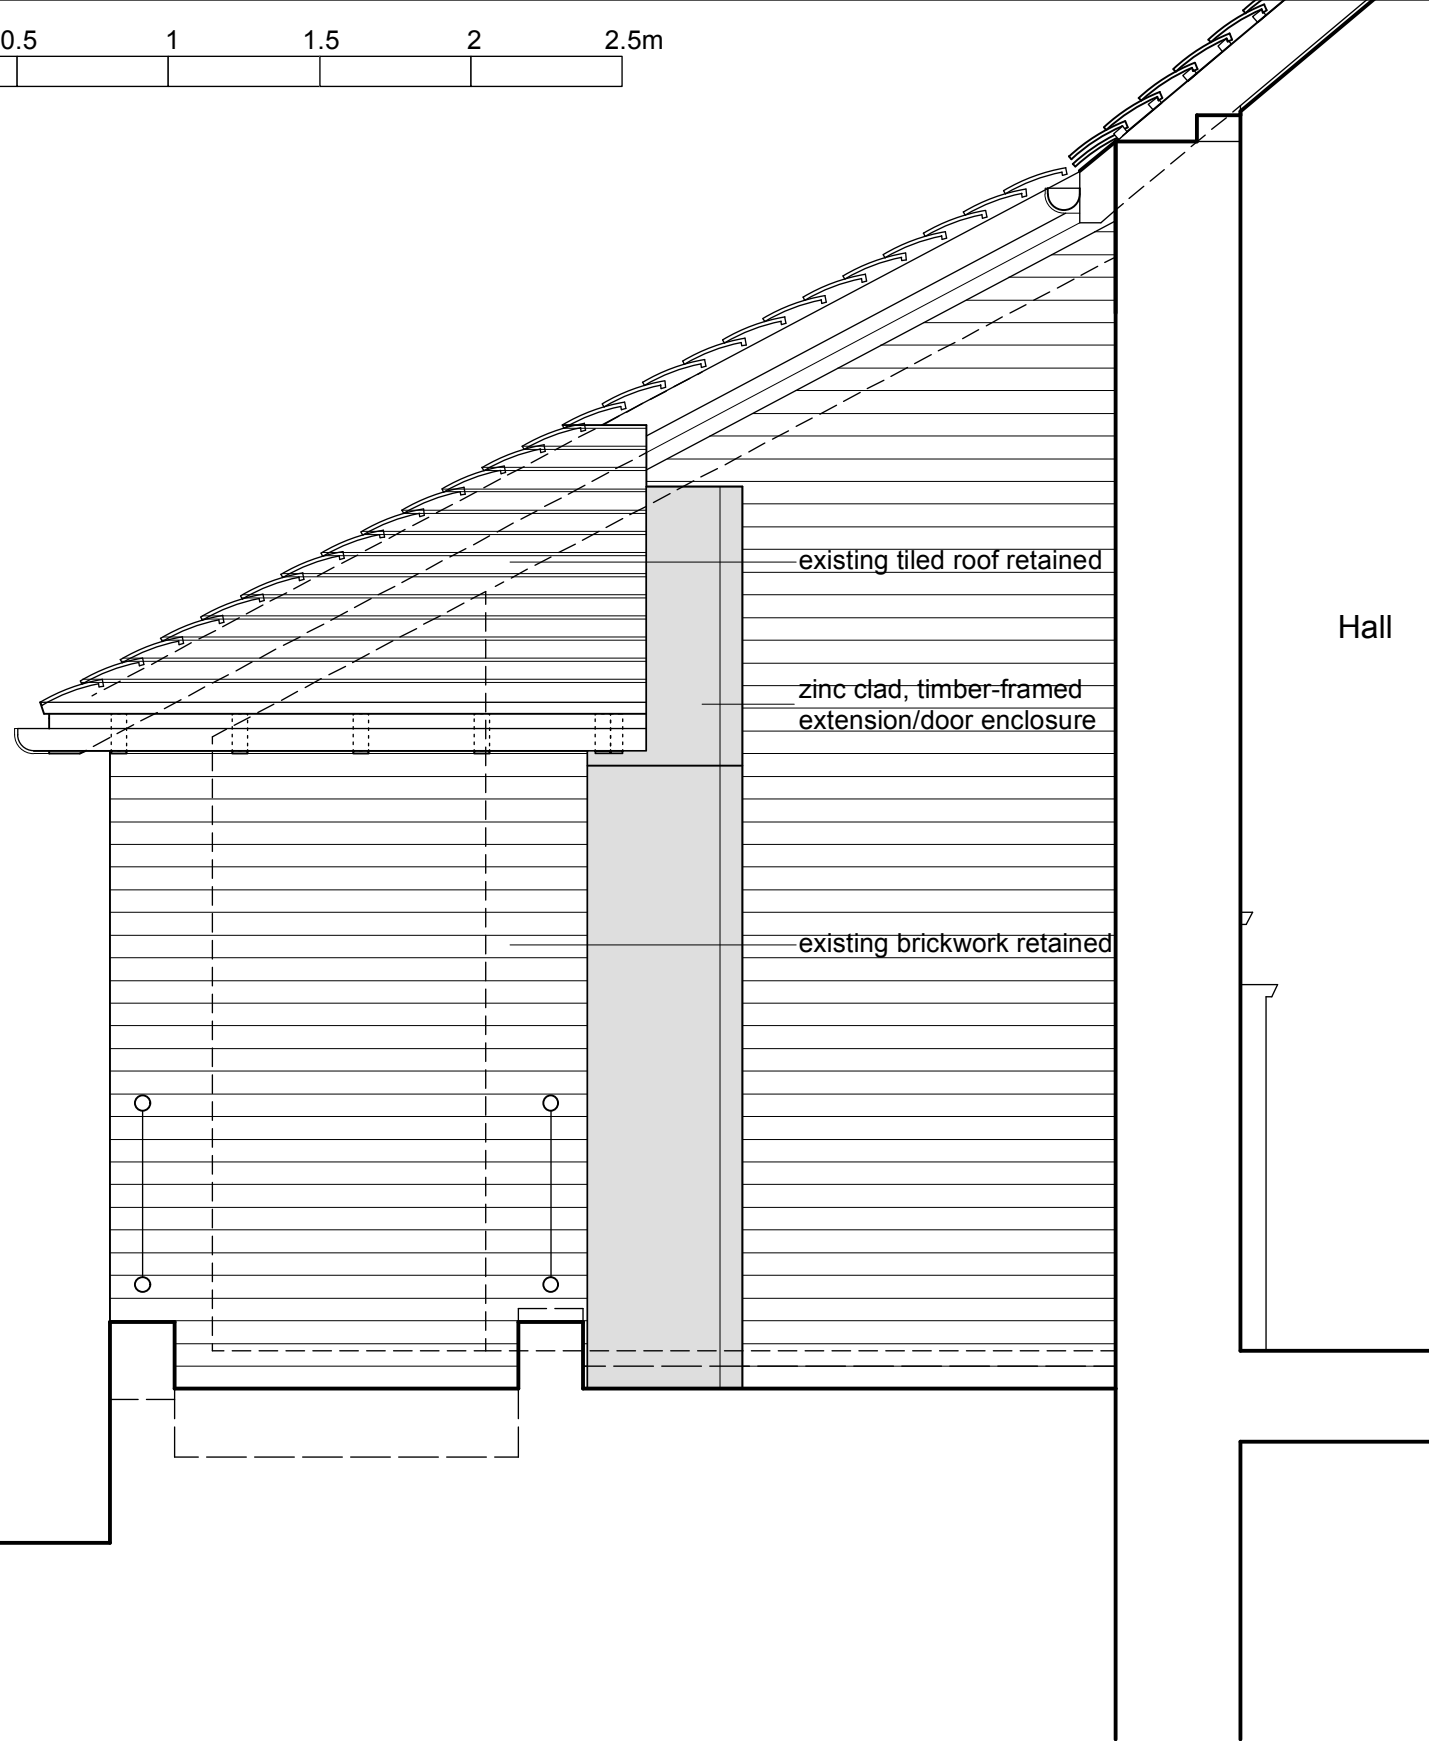 0.5 1 1.5 2 2.5m
existing tiled roof retained
Hall
zinc clad, timber-framed
extension/door enclosure
existing brickwork retained